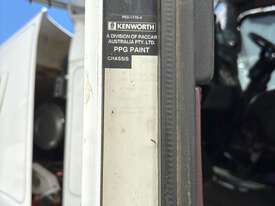 KENWORTH
A DIVISION OF PACCAR
AUSTRALIA PTY. LTD.
PPG PAINT
CHASSIS